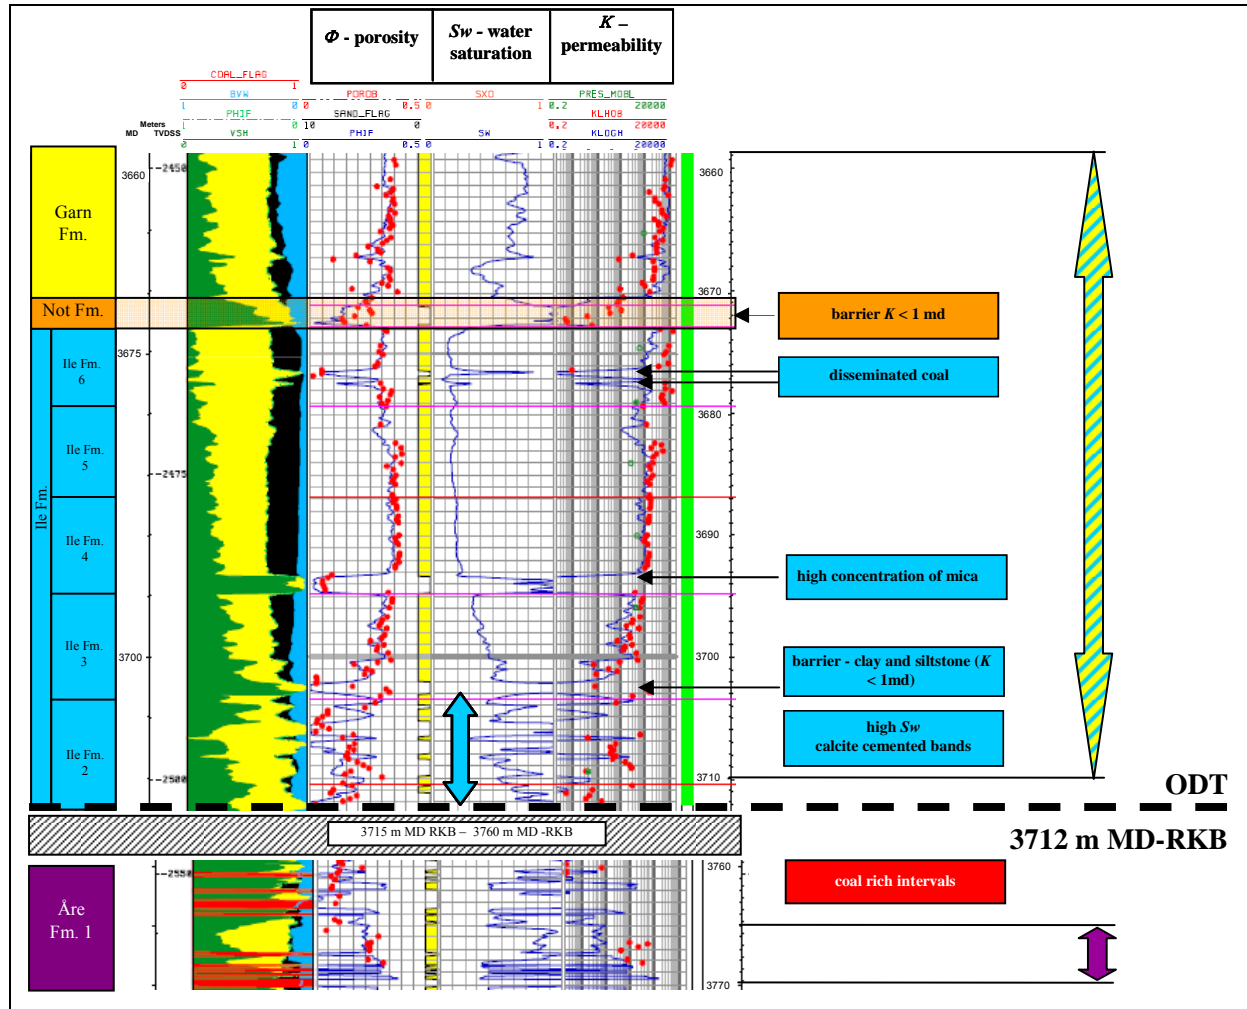 Φ - porosity
Sw - water
saturation
K –
permeability
COAL_FLAG
0 1
BVW POROB SXO PRES_MOBL
1 0 0 0.5 0 1 0.2 20000
PHIF SAND_FLAG KLHOB
1 0 10 0 0.2 20000
Meters
MD TVDSS
VSH PHIF SW KLOGH
0 1 0 0.5 0 1 0.2 20000
3660
-2450
3660
Garn
Fm.
3670
Not Fm.
barrier K < 1 md
3675
Ile Fm.
6
disseminated coal
3680
Ile Fm.
5
-2475
Ile Fm.
Ile Fm.
4
3690
high concentration of mica
Ile Fm.
3
3700
3700
barrier - clay and siltstone (K
< 1md)
Ile Fm.
2
high Sw
calcite cemented bands
3710
-2500
ODT
3715 m MD RKB – 3760 m MD -RKB
3712 m MD-RKB
-2550
3760
coal rich intervals
Åre
Fm. 1
3770